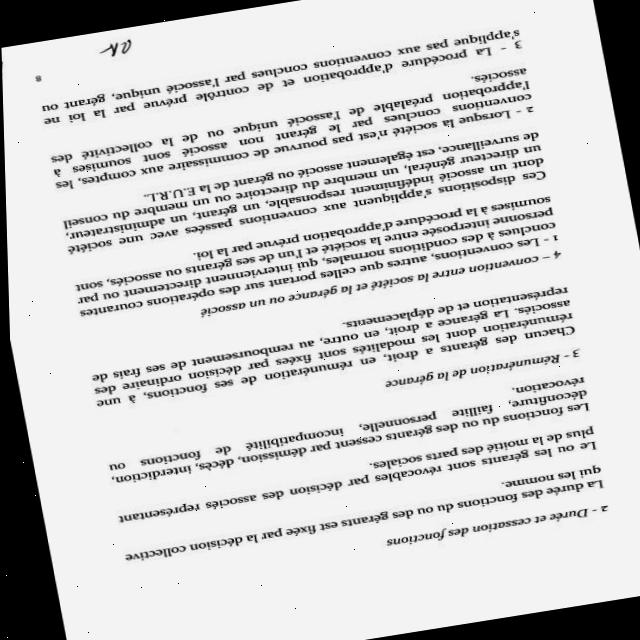 2 - Durée et cessation des fonctions
La durée des fonctions du ou des gérants est fixée par la décision collective
qui les nomme.
Le ou les gérants sont révocables par décision des associés représentant
plus de la moitié des parts sociales.
Les fonctions du ou des gérants cessent par démission, décès, interdiction,
déconfiture, faillite personnelle, incompatibilité de fonctions ou
révocation.
3 - Rémunération de la gérance
Chacun des gérants a droit, en rémunération de ses fonctions, à une
rémunération dont les modalités sont fixées par décision ordinaire des
associés. La gérance a droit, en outre, au remboursement de ses frais de
représentation et de déplacements.
4 – convention entre la société et la gérance ou un associé
1 - Les conventions, autres que celles portant sur des opérations courantes
conclues à des conditions normales, qui interviennent directement ou par
personne interposée entre la société et l'un de ses gérants ou associés, sont
soumises à la procédure d'approbation prévue par la loi.
Ces dispositions s'appliquent aux conventions passées avec une société
dont un associé indéfiniment responsable, un gérant, un administrateur,
un directeur général, un membre du directoire ou un membre du conseil
de surveillance, est également associé ou gérant de la E.U.R.L..
2 - Lorsque la société n'est pas pourvue de commissaire aux comptes, les
conventions conclues par le gérant non associé sont soumises à
l'approbation préalable de l'associé unique ou de la collectivité des
associés.
3 - La procédure d'approbation et de contrôle prévue par la loi ne
s'applique pas aux conventions conclues par l'associé unique, gérant ou
8